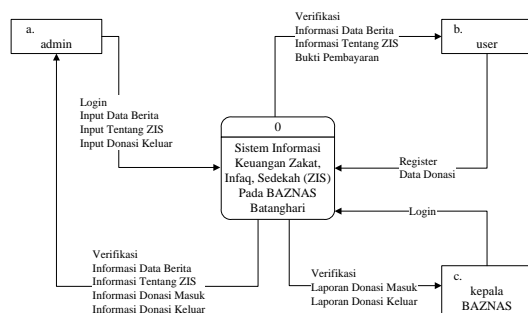 a.
admin
Verifikasi
Informasi Data Berita
Informasi Tentang ZIS
Bukti Pembayaran
b.
user
Login
Input Data Berita
Input Tentang ZIS
Input Donasi Keluar
0
Sistem Informasi
Keuangan Zakat,
Infaq, Sedekah (ZIS)
Pada BAZNAS
Batanghari
Register
Data Donasi
Login
Verifikasi
Informasi Data Berita
Informasi Tentang ZIS
Informasi Donasi Masuk
Informasi Donasi Keluar
Verifikasi
Laporan Donasi Masuk
Laporan Donasi Keluar
c.
kepala
BAZNAS